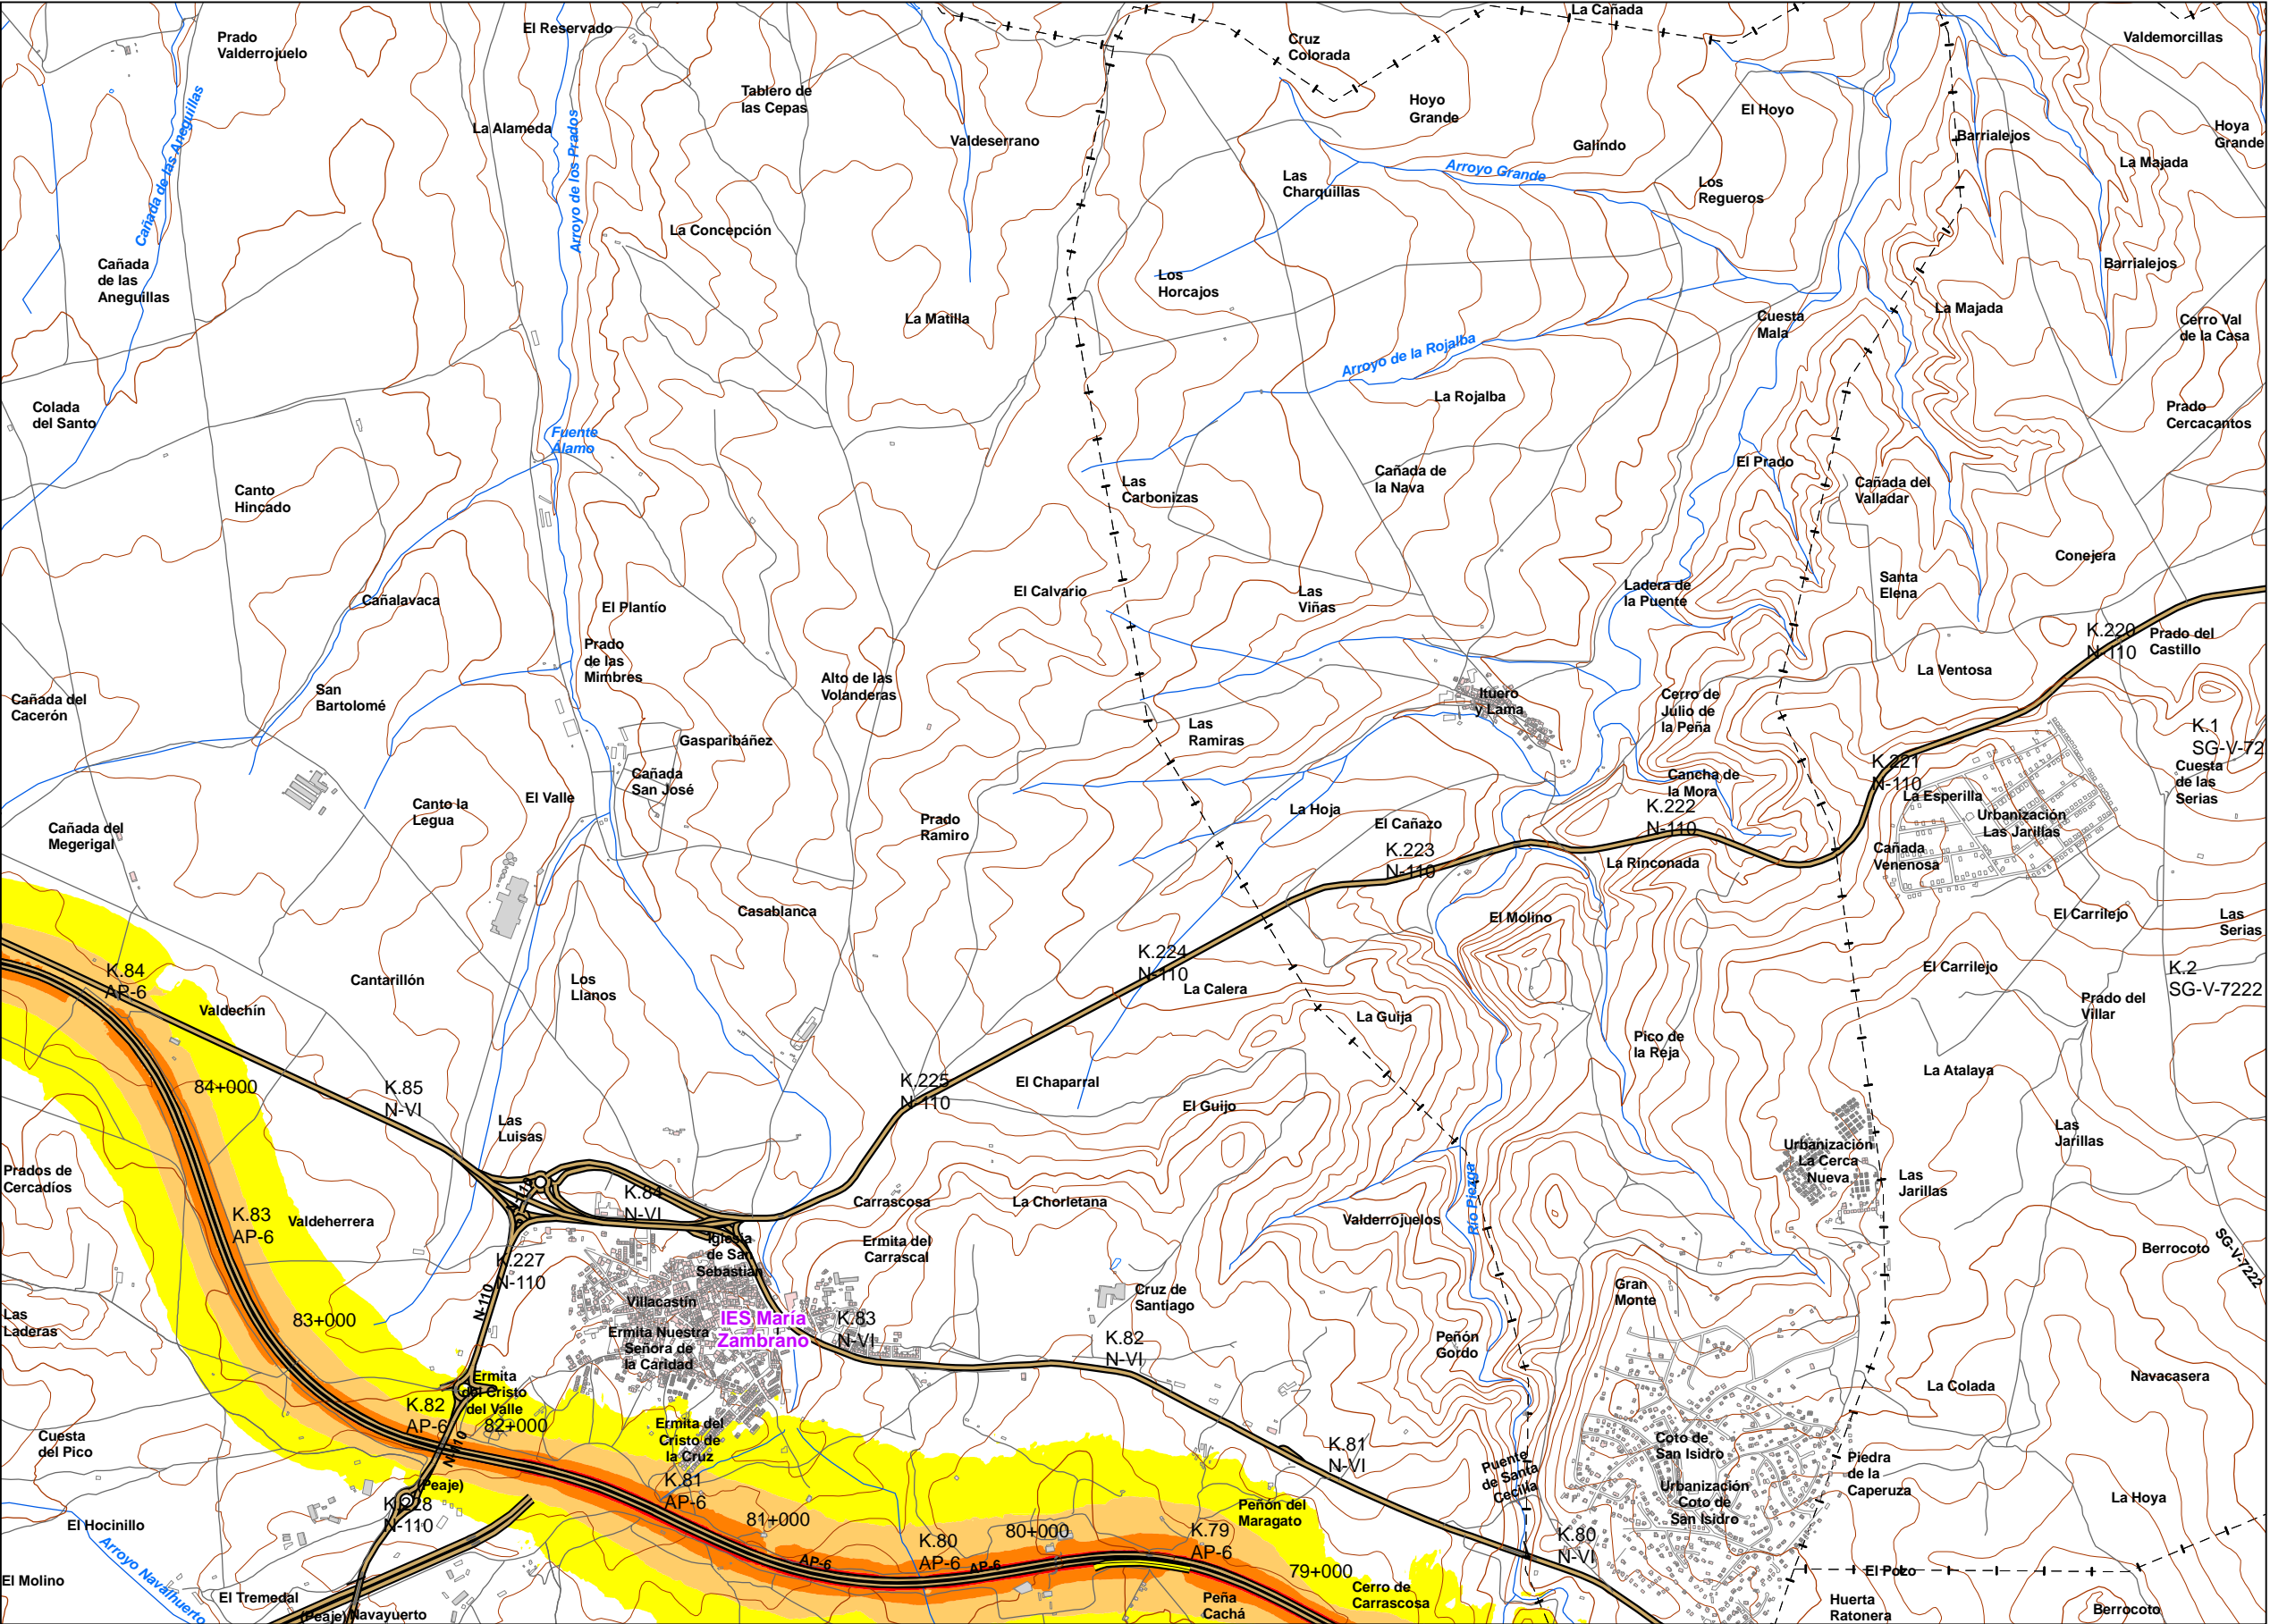 Prado
Valderrojuelo
El Reservado
La Cañada
Cruz
Colorada
Valdemorcillas
Tablero de
las Cepas
Hoyo
Grande
El Hoyo
La Alameda
Valdeserrano
Galindo
Barrialejos
Hoya
Grande
La Majada
Cañada de las Aneguillas
Arroyo de los Prados
Arroyo Grande
Las
Charquillas
Los
Regueros
La Concepción
Cañada
de las
Aneguillas
Los
Horcajos
Barrialejos
La Matilla
La Majada
Cuesta
Mala
Cerro Val
de la Casa
Arroyo de la Rojalba
La Rojalba
Colada
del Santo
Prado
Cercacantos
Fuente
Álamo
El Prado
Cañada de
la Nava
Las
Carbonizas
Cañada del
Valladar
Canto
Hincado
Conejera
El Calvario
Las
Viñas
Ladera de
la Puente
Santa
Elena
Cañalavaca
El Plantío
K.220
N-110
Prado del
Castillo
Prado
de las
Mimbres
La Ventosa
Alto de las
Volanderas
San
Bartolomé
Cañada del
Cacerón
Ituero
y Lama
Cerro de
Julio de
la Peña
K.1
SG-V-72
Las
Ramiras
Gasparibáñez
Cuesta
de las
Serias
Cañada
San José
Cancha de
la Mora
K.221
N-110
La Esperilla
El Valle
Canto la
Legua
La Hoja
K.222
N-110
Urbanización
Las Jarillas
Cañada del
Megerigal
Prado
Ramiro
El Cañazo
K.223
N-110
La Rinconada
Cañada
Venenosa
Casablanca
El Molino
El Carrilejo
Las
Serias
K.224
N-110
K.84
AP-6
Cantarillón
Los
Llanos
La Calera
El Carrilejo
K.2
SG-V-7222
Valdechín
La Guija
Prado del
Villar
Pico de
la Reja
84+000
K.85
N-VI
K.225
N-110
El Chaparral
La Atalaya
El Guijo
Las
Luisas
Las
Jarillas
Urbanización
La Cerca
Nueva
Prados de
Cercadíos
Las
Jarillas
K.84
N-VI
Carrascosa
La Chorletana
Río Piezga
K.83
AP-6
Valdeherrera
Valderrojuelos
Iglesia
de San
Sebastián
Ermita del
Carrascal
Berrocoto
SG-V-7222
K.227
N-110
N-110
Cruz de
Santiago
Gran
Monte
Villacastín
IES María
Zambrano
83+000
K.83
N-VI
Las
Laderas
Ermita Nuestra
Señora de
la Caridad
K.82
N-VI
Peñón
Gordo
Ermita
del Cristo
del Valle
La Colada
Navacasera
K.82
AP-6
82+000
Ermita del
Cristo de
la Cruz
Cuesta
del Pico
N-110
K.81
N-VI
Coto de
San Isidro
Puente
de Santa
Cecilia
Piedra
de la
Caperuza
K.81
AP-6
(Peaje)
K.228
N-110
Urbanización
Coto de
San Isidro
La Hoya
Peñón del
Maragato
81+000
80+000
K.79
AP-6
El Hocinillo
K.80
AP-6
K.80
N-VI
AP-6
AP-6
Arroyo Navalhuerto
79+000
El Pozo
El Molino
El Tremedal
Cerro de
Carrascosa
Peña
Cachá
Huerta
Ratonera
Berrocoto
(Peaje)
Navayuerto